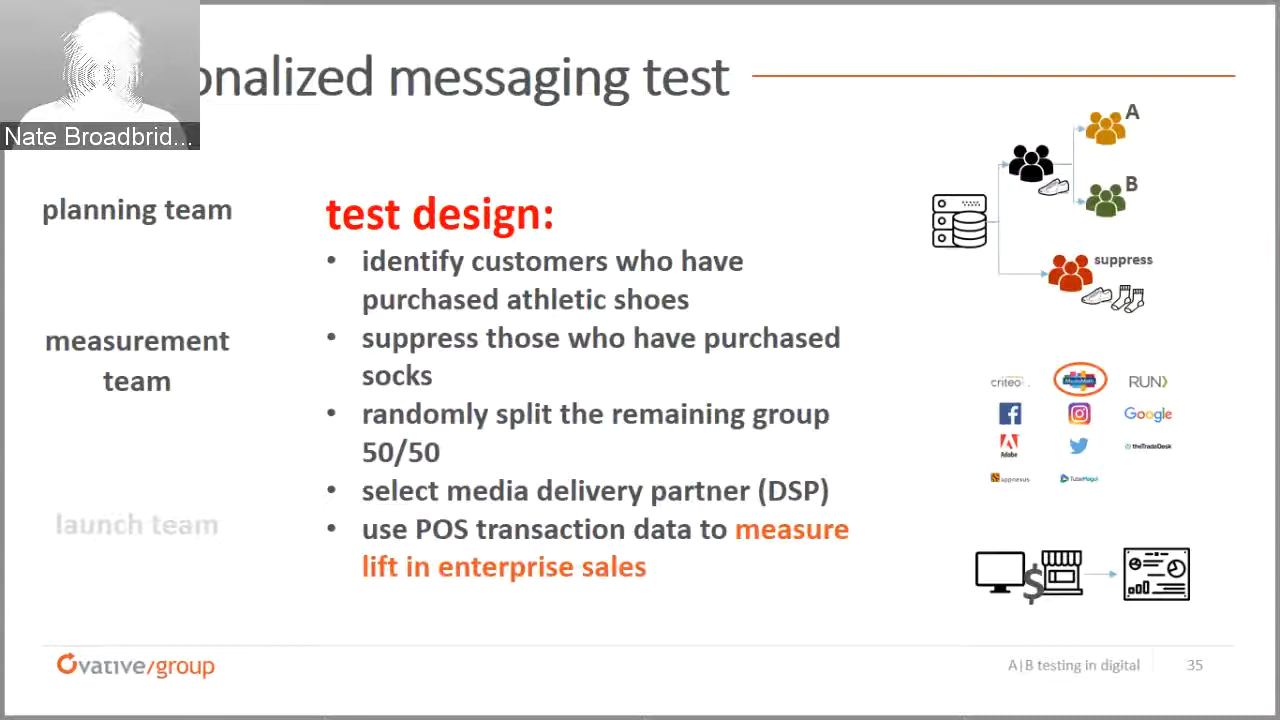 onalized messaging test
Nate Broadbrid...
planning team
measurement
team
launch team
test design:
• identify customers who have
purchased athletic shoes
• suppress those who have purchased
socks
• randomly split the remaining group
50/50
• select media delivery partner (DSP)
• use POS transaction data to measure
lift in enterprise sales
A
B
suppress
criteo.
MediaMath
RUN
Google
Adobe
theTradeDesk
appnexus
TubeMogul
$
Ovative/group
A|B testing in digital
35